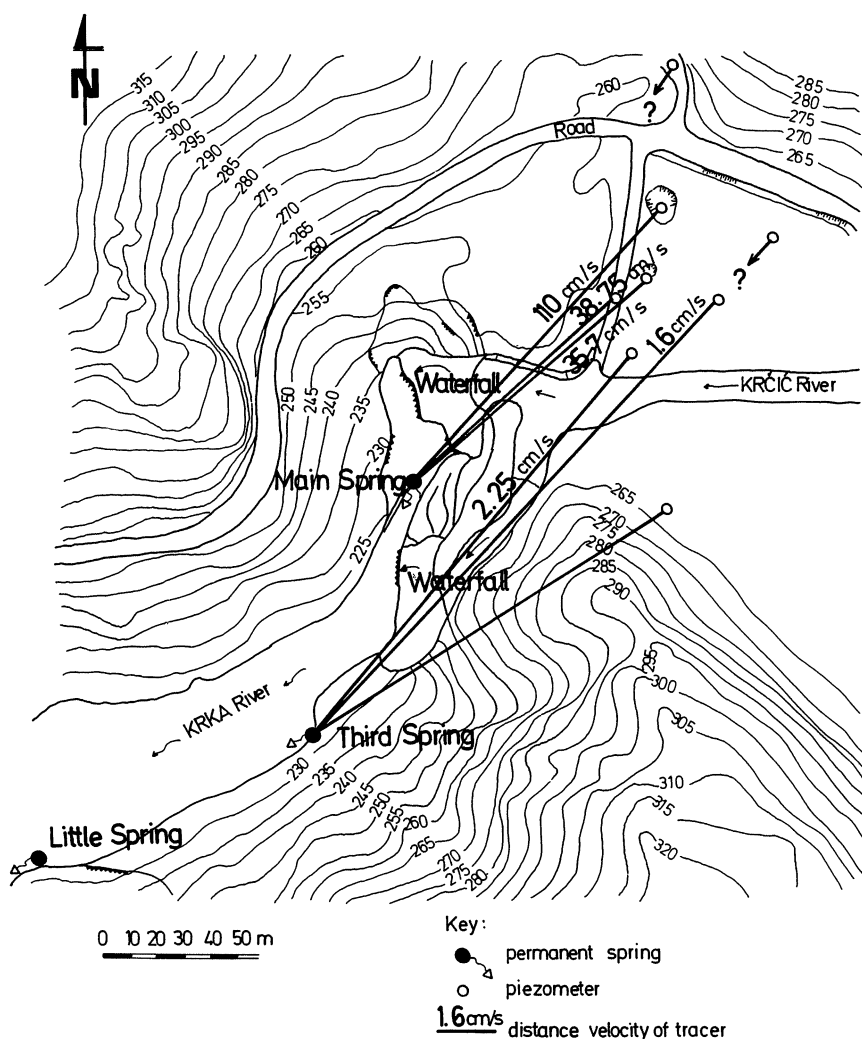 N
315
310
305
300
295
290
285
280
275
270
265
260
255
250
245
240
235
230
225
260
285
280
275
270
265
?
Road
?
110 cm/s
38.75 cm/s
35.7 cm/s
1.6 cm/s
2.25 cm/s
KRČIĆ River
Waterfall
Main Spring
Waterfall
265
270
275
280
285
290
295
300
305
310
315
320
KRKA River
Third Spring
230
235
240
245
250
255
260
265
270
275
280
Little Spring
0 10 20 30 40 50 m
Key:
permanent spring
piezometer
1.6cm/s distance velocity of tracer